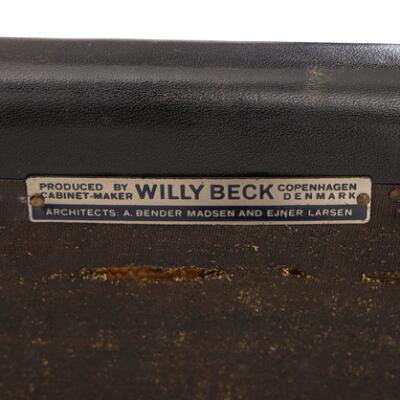 PRODUCED BY CABINET-MAKER WILLY BECK COPENHAGEN DENMARK
ARCHITECTS: A. BENDER MADSEN AND EJNER LARSEN